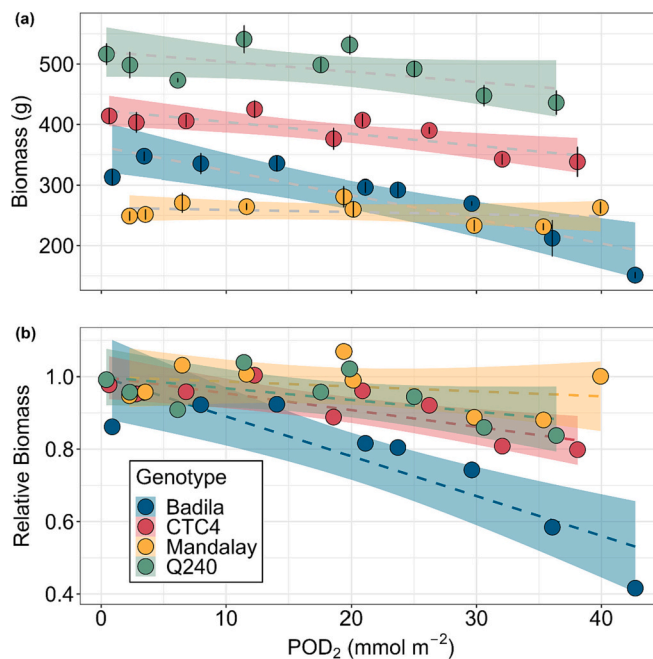 (a)
500
400
300
200
Biomass (g)
(b)
1.0
0.8
0.6
0.4
Relative Biomass
Genotype
Badila
CTC4
Mandalay
Q240
0 10 20 30 40
POD₂ (mmol m⁻²)